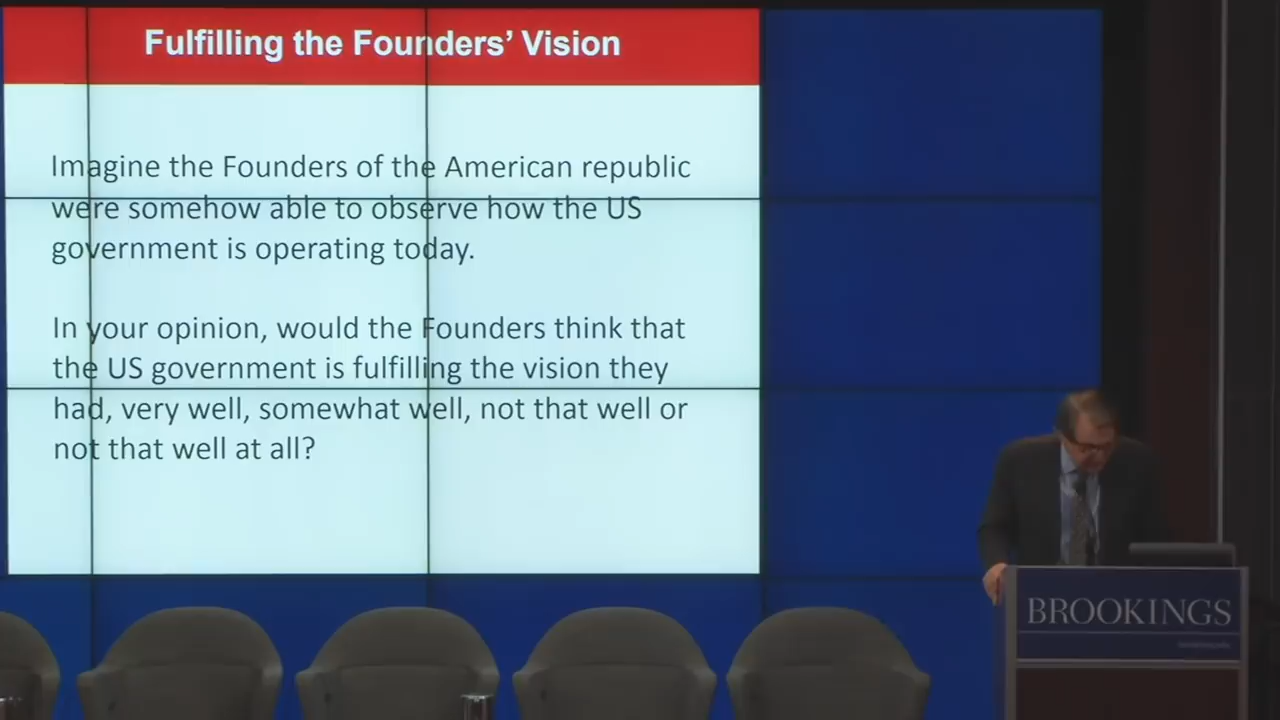 Fulfilling the Founders’ Vision
Imagine the Founders of the American republic
were somehow able to observe how the US
government is operating today.
In your opinion, would the Founders think that
the US government is fulfilling the vision they
had, very well, somewhat well, not that well or
not that well at all?
BROOKINGS